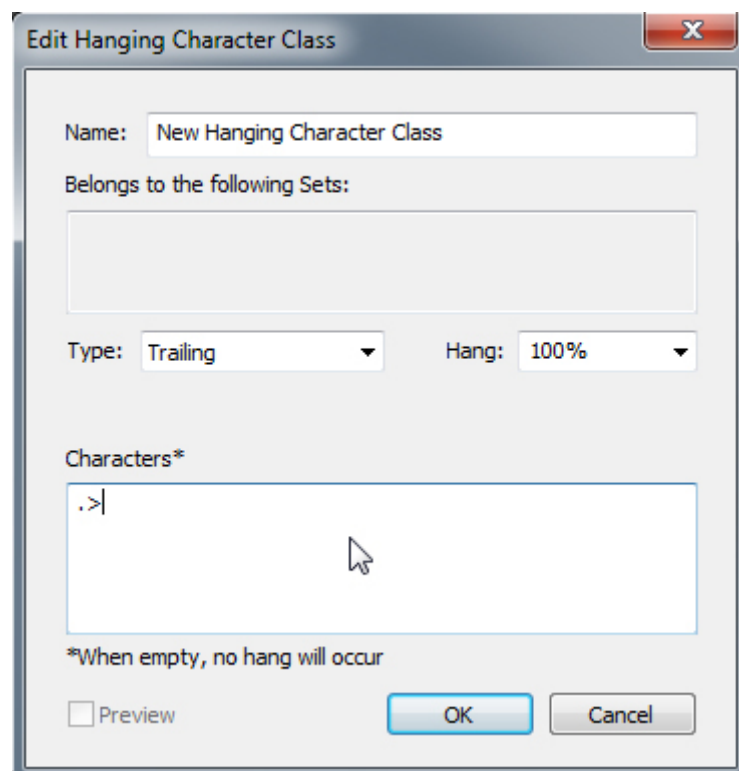 Edit Hanging Character Class
Name: New Hanging Character Class
Belongs to the following Sets:
Type: Trailing Hang: 100%
Characters*
.>
*When empty, no hang will occur
Preview OK Cancel